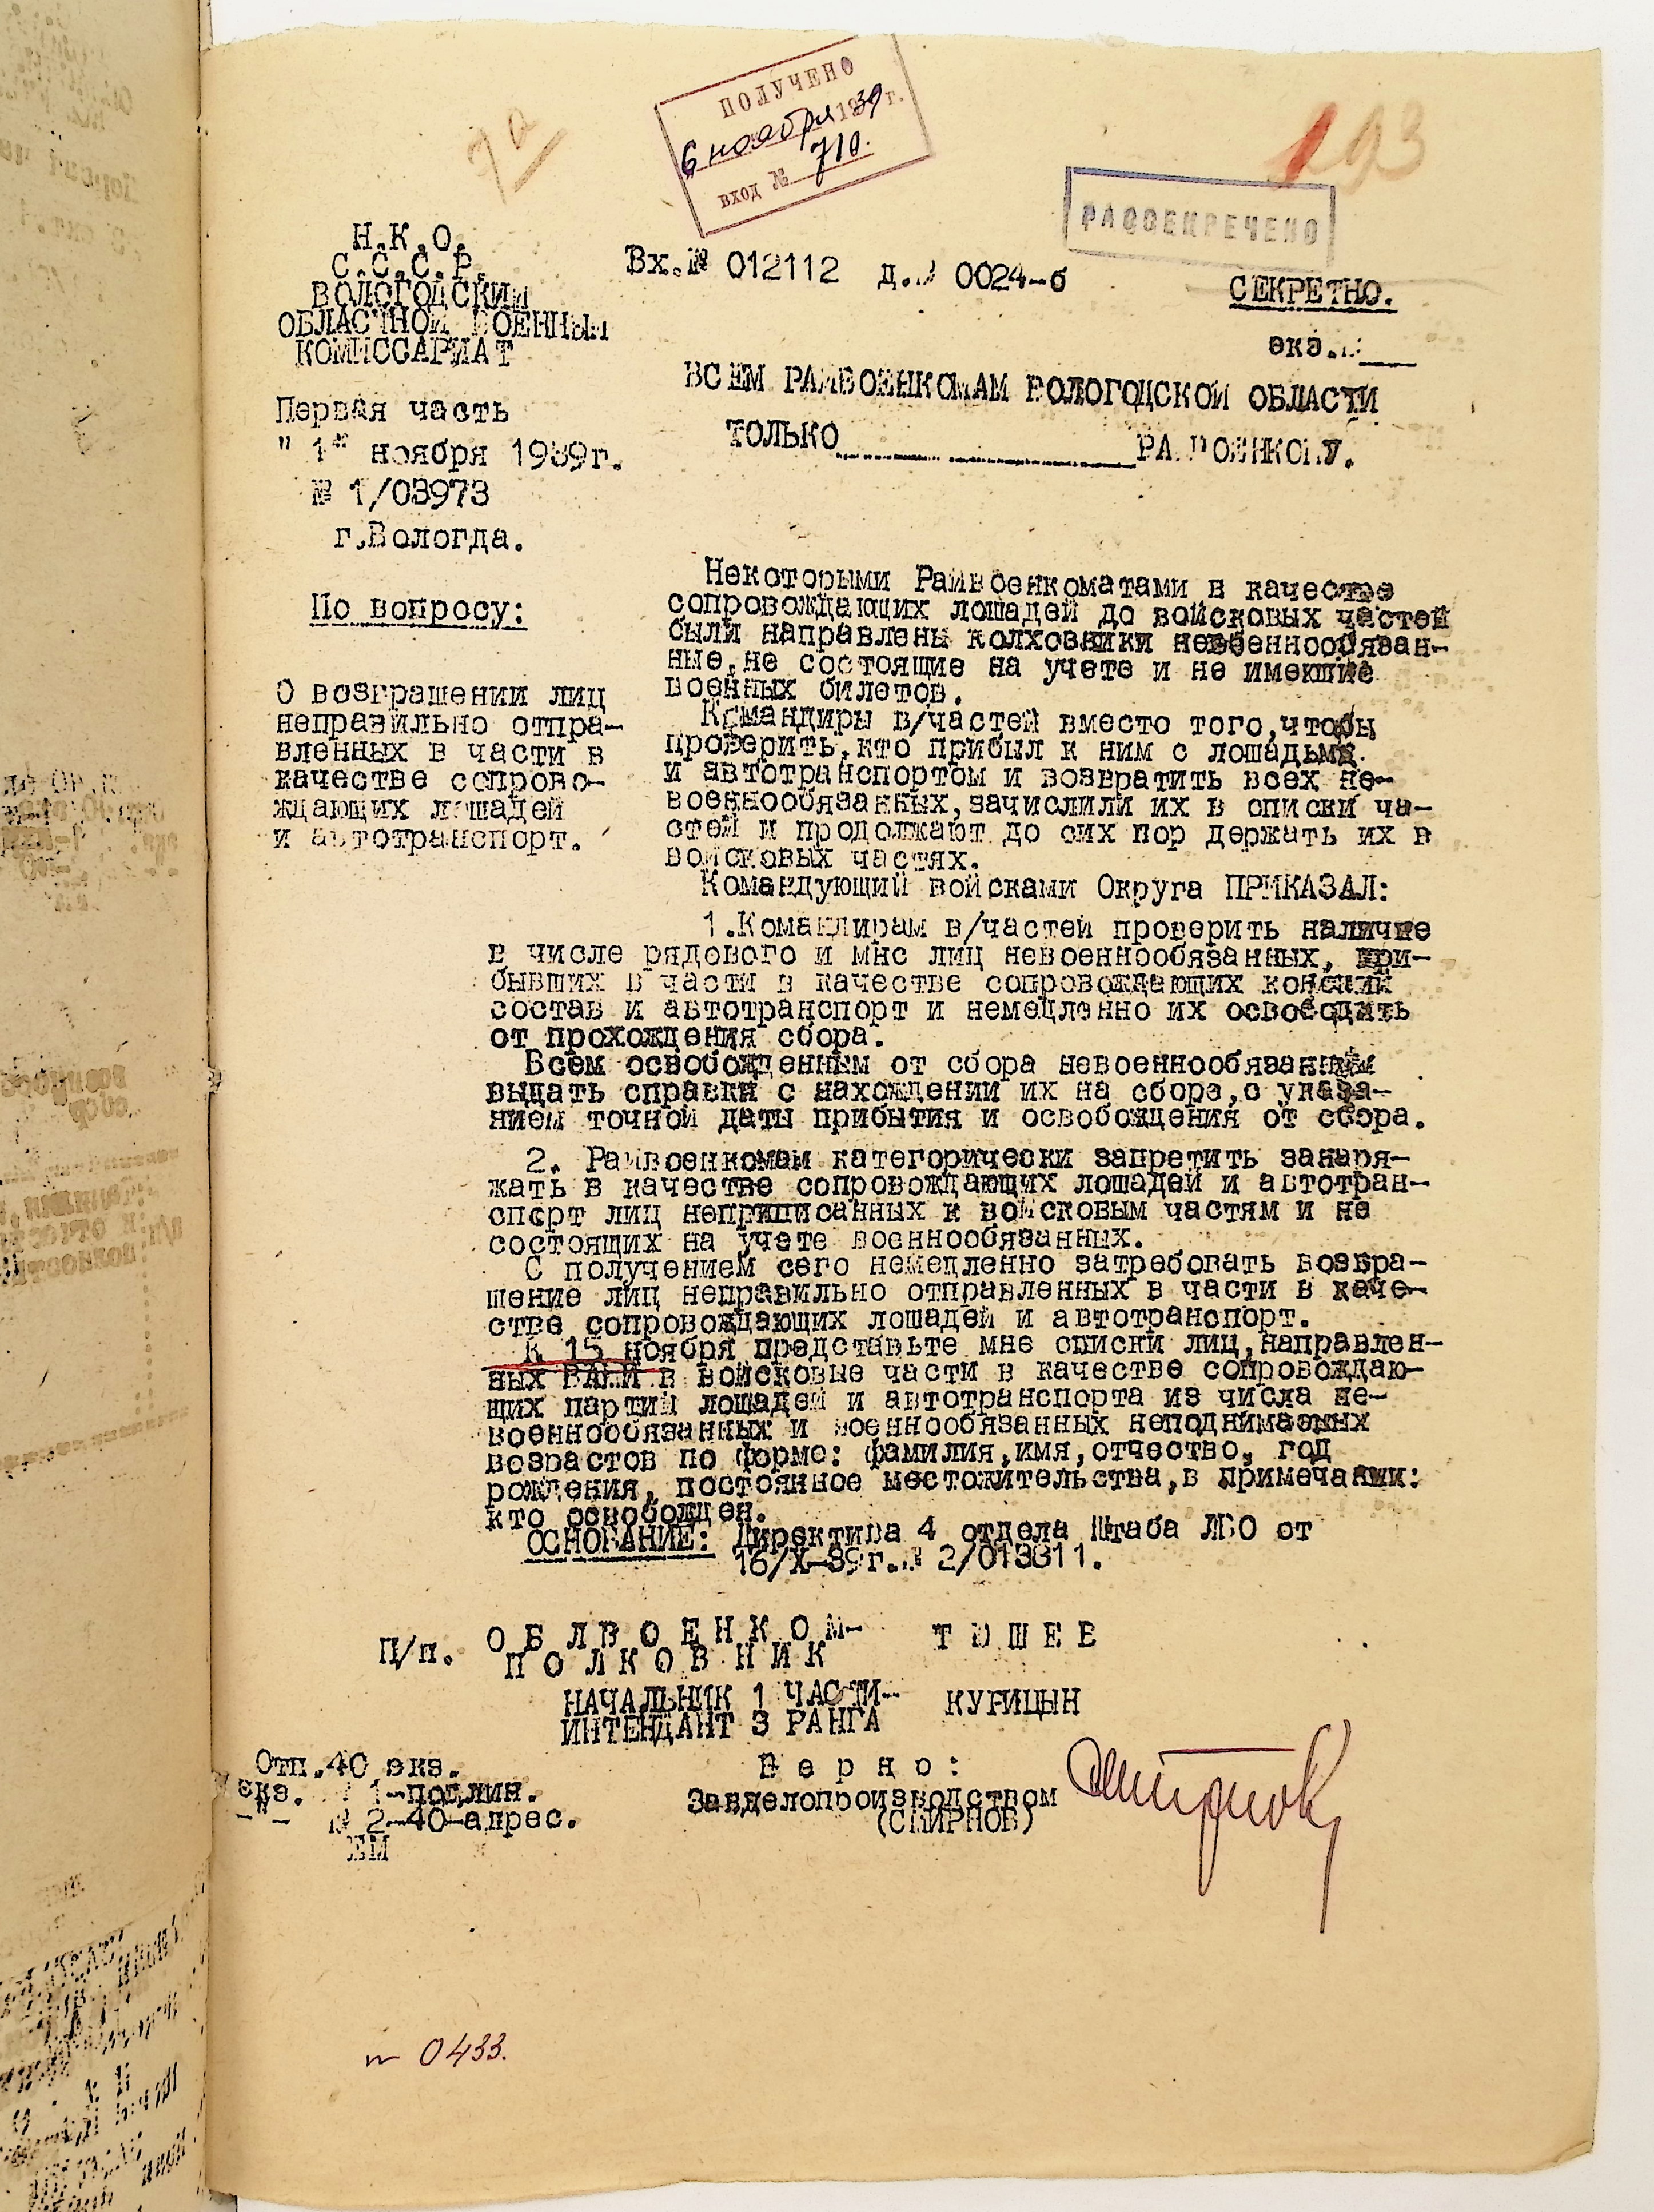 ПОЛУЧЕНО
6 ноября 1939 г.
ВХОД № 710.
193
РАССЕКРЕЧЕНО
Н.К.О.
С.С.С.Р.
ВОЛОГОДСКИЙ
ОБЛАСТНОЙ ВОЕННЫЙ
КОМИССАРИАТ
Вх.№ 012112 д.№ 0024-б
СЕКРЕТНО.
экз.№
Первая часть
"1" ноября 1939г.
№ 1/03973
г.Вологда.
ВСЕМ РАЙВОЕНКОМАМ ВОЛОГОДСКОЙ ОБЛАСТИ
ТОЛЬКО РАЙВОЕНКОМУ.
По вопросу:
О возвращении лиц
неправильно отпра-
вленных в части в
качестве сопрово-
ждающих лошадей
и автотранспорт.
Некоторыми Райвоенкоматами в качестве
сопровождающих лошадей до войсковых частей
были направлены колхозники невоеннообязан-
ные,не состоящие на учете и не имеющие
военных билетов.
Командиры в/частей вместо того,чтобы
проверить,кто прибыл к ним с лошадьми
и автотранспортом и возвратить всех не-
военнообязанных,зачислили их в списки ча-
стей и продолжают до сих пор держать их в
войсковых частях.
Командующий войсками Округа ПРИКАЗАЛ:
1.Командирам в/частей проверить наличие
в числе рядового и мнс лиц невоеннообязанных, при-
бывших в части в качестве сопровождающих конский
состав и автотранспорт и немедленно их освободить
от прохождения сбора.
Всем освобожденным от сбора невоеннообязанным
выдать справки о нахождении их на сборе,с указа-
нием точной даты прибытия и освобождения от сбора.
2. Райвоенкомам категорически запретить занаря-
жать в качестве сопровождающих лошадей и автотран-
спорт лиц неприписанных к войсковым частям и не
состоящих на учете военнообязанных.
С получением сего немедленно затребовать возвра-
щение лиц неправильно отправленных в части в каче-
стве сопровождающих лошадей и автотранспорт.
К 15 ноября представьте мне списки лиц,направлен-
ных ВАМИ в войсковые части в качестве сопровождаю-
щих партий лошадей и автотранспорта из числа не-
военнообязанных и военнообязанных неподнимаемых
возрастов по форме: фамилия,имя,отчество, год
рождения, постоянное местожительства,в примечании:
кто освобожден.
ОСНОВАНИЕ: Директива 4 отдела Штаба ЛВО от
16/X-39г.№ 2/013611.
П/п. ОБЛВОЕНКОМ- ТЮШЕВ
ПОЛКОВНИК
НАЧАЛЬНИК 1 ЧАСТИ- КУРИЦЫН
ИНТЕНДАНТ 3 РАНГА
Отп.40 экз.
экз. № 1-подлин.
-"- № 2-40-адрес.
ЕМ
Верно:
Завделопроизводством
(СМИРНОВ)
0433.